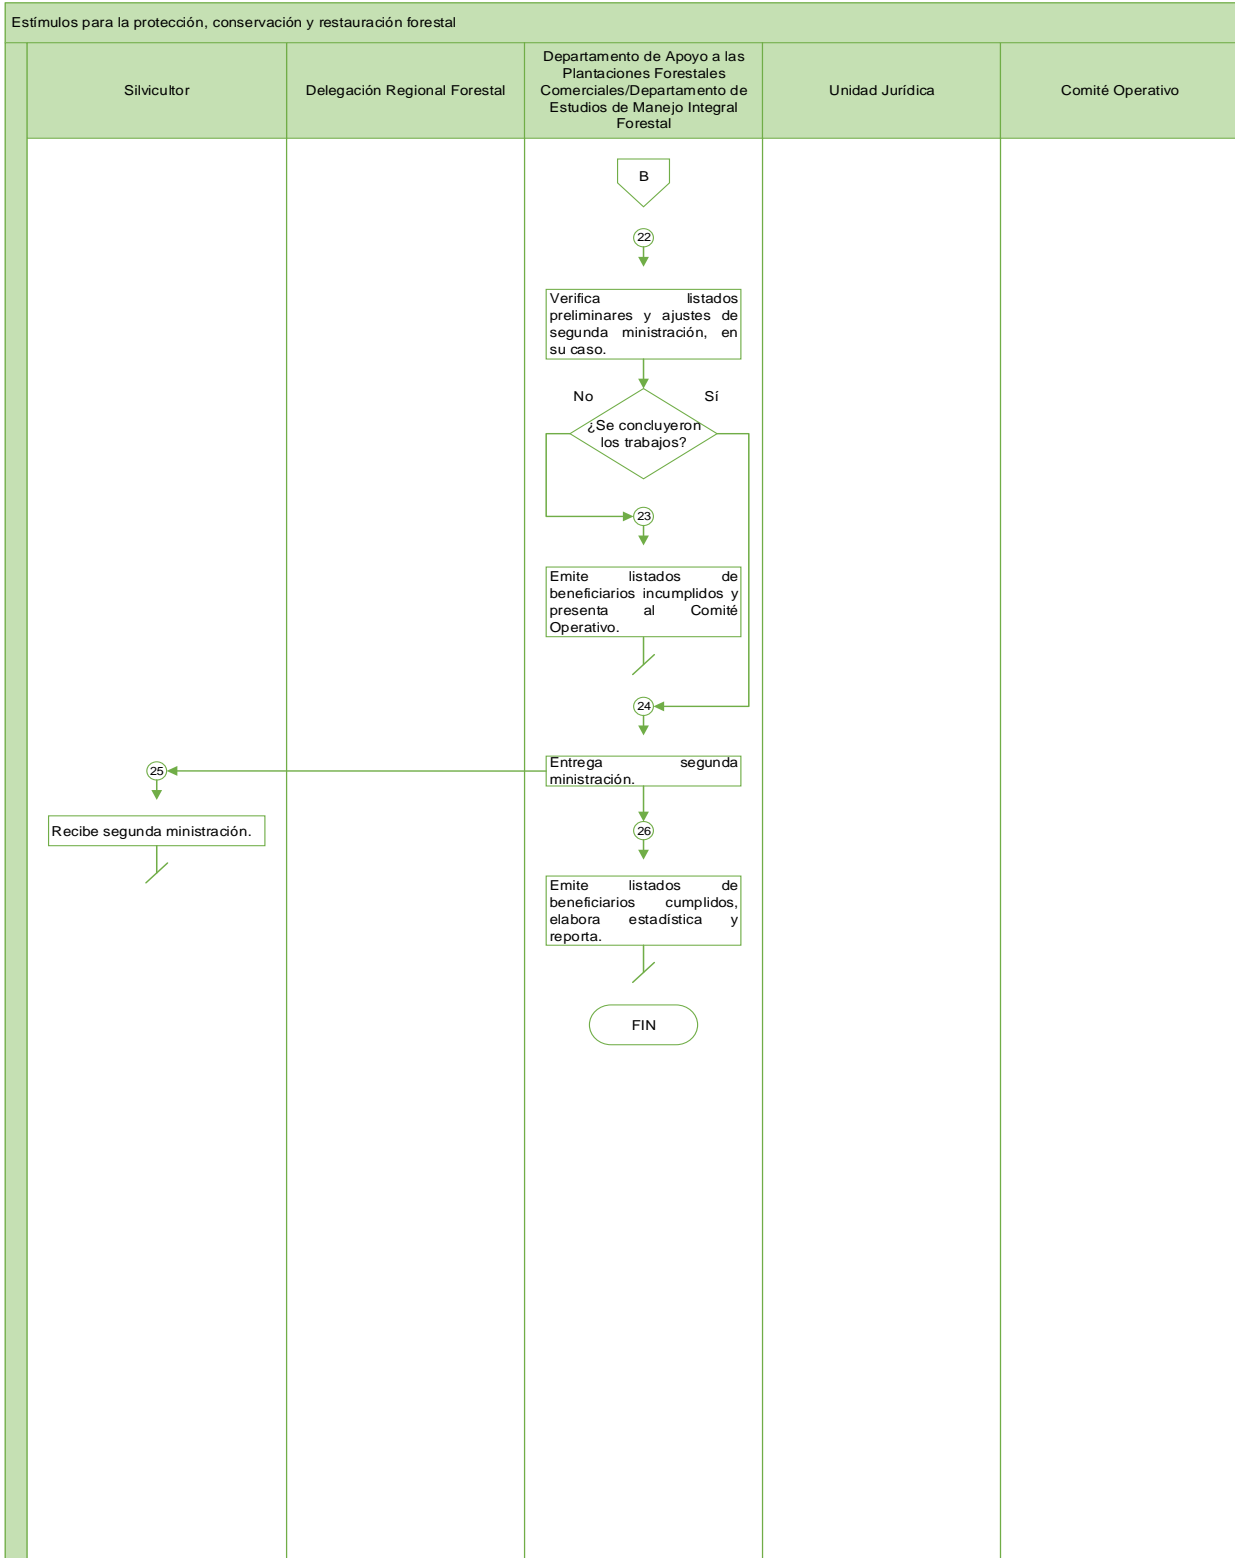 Estímulos para la protección, conservación y restauración forestal
Silvicultor
Delegación Regional Forestal
Departamento de Apoyo a las
Plantaciones Forestales
Comerciales/Departamento de
Estudios de Manejo Integral
Forestal
Unidad Jurídica
Comité Operativo
B
22
Verifica listados
preliminares y ajustes de
segunda ministración, en
su caso.
No
Sí
¿Se concluyeron
los trabajos?
23
Emite listados de
beneficiarios incumplidos y
presenta al Comité
Operativo.
24
Entrega segunda
ministración.
25
Recibe segunda ministración.
26
Emite listados de
beneficiarios cumplidos,
elabora estadística y
reporta.
FIN